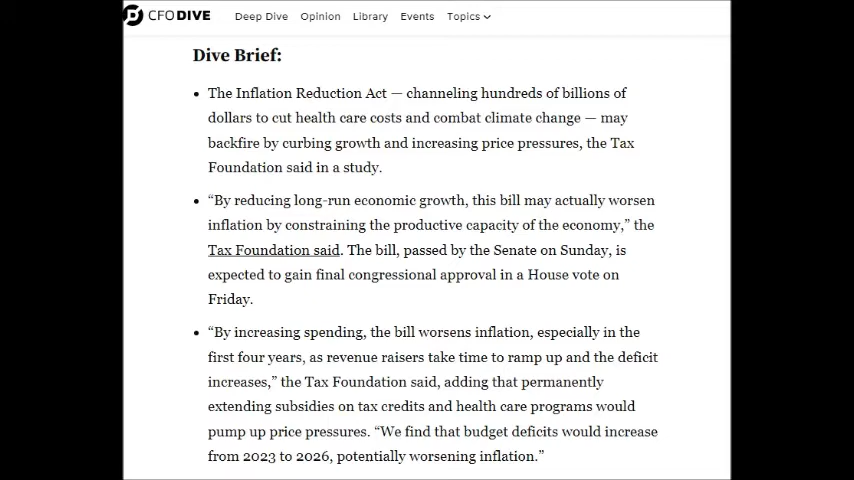 CFO DIVE Deep Dive Opinion Library Events Topics
Dive Brief:
• The Inflation Reduction Act — channeling hundreds of billions of
dollars to cut health care costs and combat climate change — may
backfire by curbing growth and increasing price pressures, the Tax
Foundation said in a study.
• “By reducing long-run economic growth, this bill may actually worsen
inflation by constraining the productive capacity of the economy,” the
Tax Foundation said. The bill, passed by the Senate on Sunday, is
expected to gain final congressional approval in a House vote on
Friday.
• “By increasing spending, the bill worsens inflation, especially in the
first four years, as revenue raisers take time to ramp up and the deficit
increases,” the Tax Foundation said, adding that permanently
extending subsidies on tax credits and health care programs would
pump up price pressures. “We find that budget deficits would increase
from 2023 to 2026, potentially worsening inflation.”